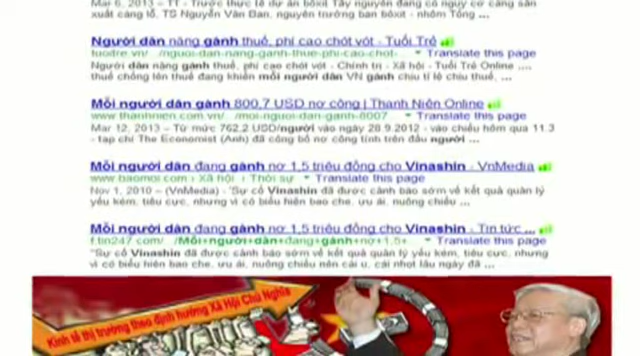 Mar 6, 2013 – TT - Trước thực tế dự án bôxit Tây nguyên đang có nguy cơ càng sản
xuất càng lỗ, TS Nguyễn Văn Ban, nguyên trưởng ban bôxit - nhôm Tổng ...
Người dân nặng gánh thuế, phí cao chót vót - Tuổi Trẻ
tuoitre.vn/.../nguoi-dan-nang-ganh-thue-phi-cao-chot-... Translate this page
Người dân nặng gánh thuế, phí cao chót vót - Chính trị - Xã hội - Tuổi Trẻ Online ....
thuế chồng lên thuế đang khiến mỗi người dân VN gánh chịu tỉ lệ chịu thuế, ...
Mỗi người dân gánh 800,7 USD nợ công | Thanh Niên Online
www.thanhnien.com.vn/.../moi-nguoi-dan-ganh-8007... Translate this page
Mar 12, 2013 – Từ mức 762,2 USD/người vào ngày 28.9.2012 - vào chiều hôm qua 11.3
- tạp chí The Economist (Anh) đã công bố nợ công tính trên đầu người ...
Mỗi người dân đang gánh nợ 1,5 triệu đồng cho Vinashin - VnMedia
www.baomoi.com › Xã hội › Thời sự Translate this page
Nov 1, 2010 – (VnMedia) - "Sự cố Vinashin đã được cảnh báo sớm về kết quả quản lý
yếu kém, tiêu cực, nhưng vì có biểu hiện bao che, ưu ái, nuông chiều ...
Mỗi người dân đang gánh nợ 1,5 triệu đồng cho Vinashin - Tin tức ...
f.tin247.com/.../Mỗi+người+dân+đang+gánh+nợ+1,5+... Translate this page
"Sự cố Vinashin đã được cảnh báo sớm về kết quả quản lý yếu kém, tiêu cực, nhưng
vì có biểu hiện bao che, ưu ái, nuông chiều nên cái u, cái nhọt lâu ngày đã ...
Kinh tế thị trường theo định hướng Xã Hội Chủ Nghĩa